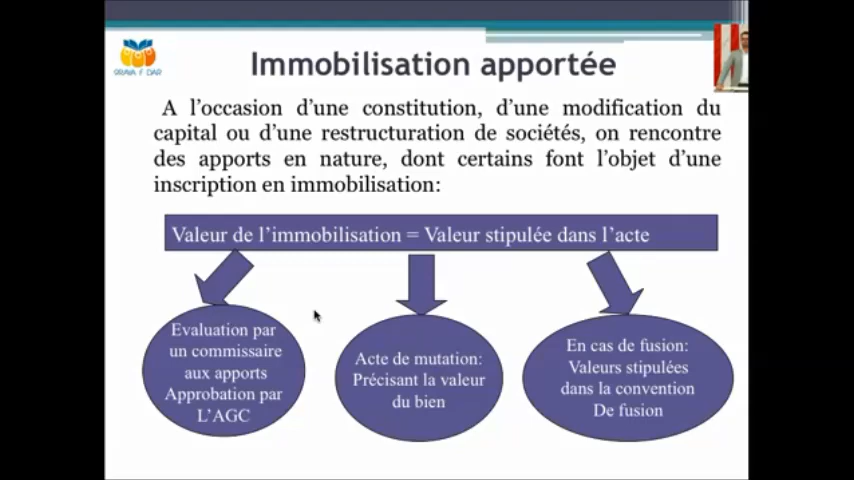 Immobilisation apportée
A l’occasion d’une constitution, d’une modification du
capital ou d’une restructuration de sociétés, on rencontre
des apports en nature, dont certains font l’objet d’une
inscription en immobilisation:
Valeur de l’immobilisation = Valeur stipulée dans l’acte
Evaluation par
un commissaire
aux apports
Approbation par
L’AGC
Acte de mutation:
Précisant la valeur
du bien
En cas de fusion:
Valeurs stipulées
dans la convention
De fusion